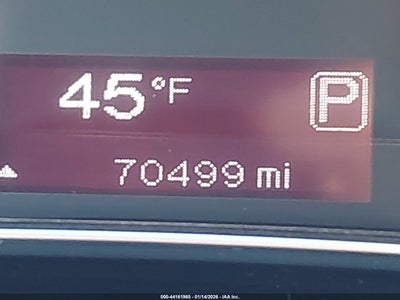 45°F
P
70499 mi
000-44161965 - 01/14/2026 - IAA Inc.